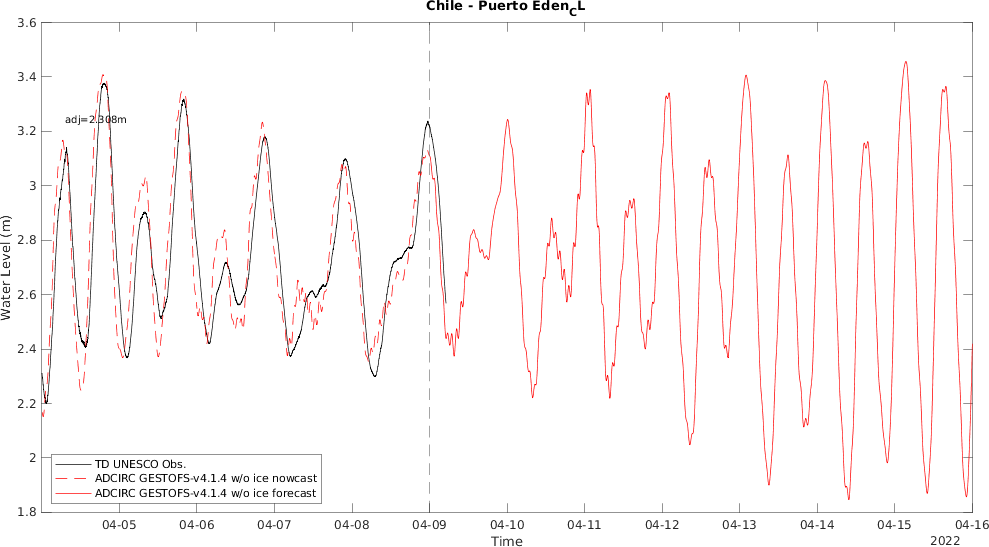 Chile - Puerto Eden_CL
3.6
3.4
3.2
3
2.8
2.6
2.4
2.2
2
1.8
Water Level (m)
adj=2.308m
TD UNESCO Obs.
ADCIRC GESTOFS-v4.1.4 w/o ice nowcast
ADCIRC GESTOFS-v4.1.4 w/o ice forecast
04-05 04-06 04-07 04-08 04-09 04-10 04-11 04-12 04-13 04-14 04-15 04-16
Time
2022